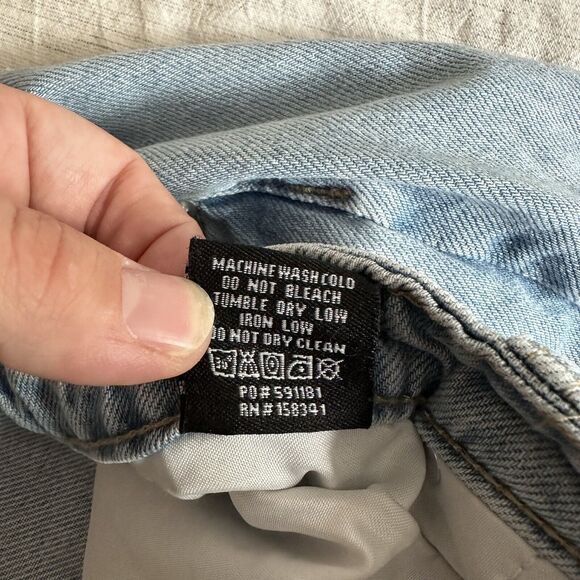 MACHINE WASH COLD
DO NOT BLEACH
TUMBLE DRY LOW
IRON LOW
DO NOT DRY CLEAN
PO# 591181
RN# 158341